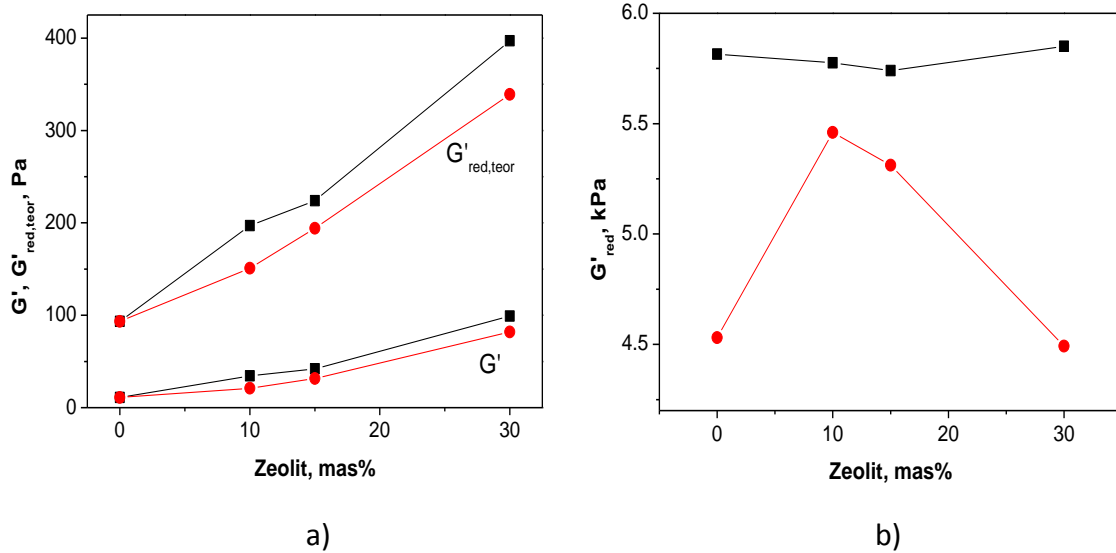 400
300
200
100
0
G', G'red,teor, Pa
G'red,teor
G'
0
10
20
30
Zeolit, mas%
a)
6.0
5.5
5.0
4.5
G'red, kPa
0
10
20
30
Zeolit, mas%
b)